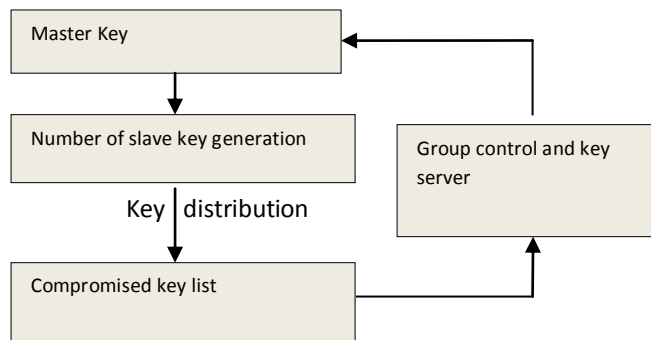 Master Key
Number of slave key generation
Group control and key
server
Key distribution
Compromised key list